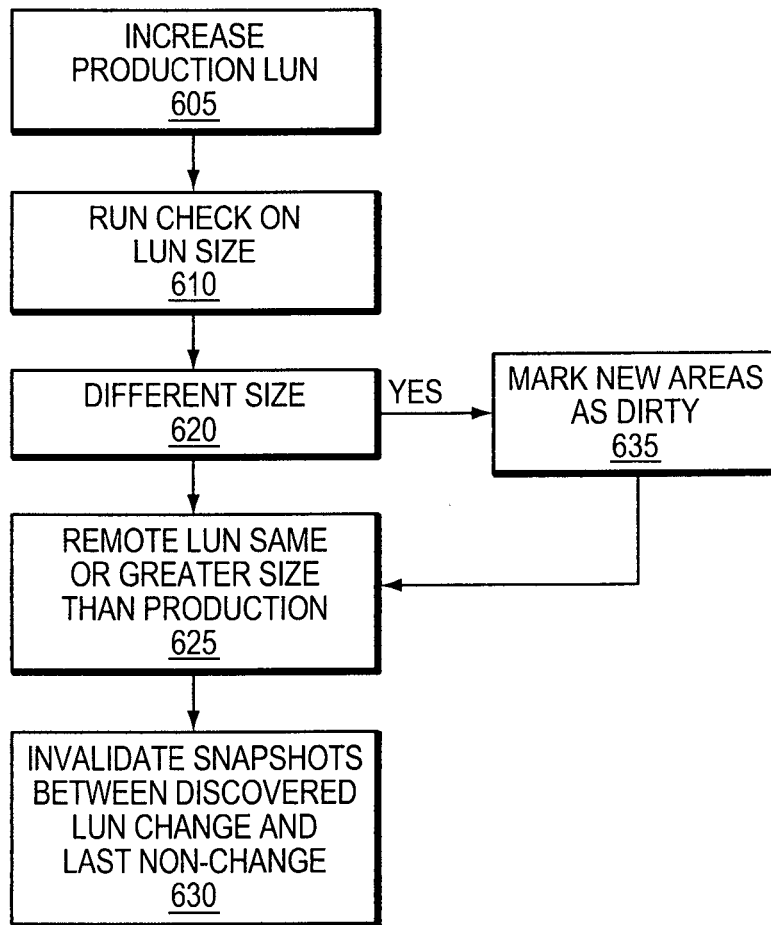 INCREASE
PRODUCTION LUN
605
RUN CHECK ON
LUN SIZE
610
DIFFERENT SIZE
620
YES
MARK NEW AREAS
AS DIRTY
635
REMOTE LUN SAME
OR GREATER SIZE
THAN PRODUCTION
625
INVALIDATE SNAPSHOTS
BETWEEN DISCOVERED
LUN CHANGE AND
LAST NON-CHANGE
630